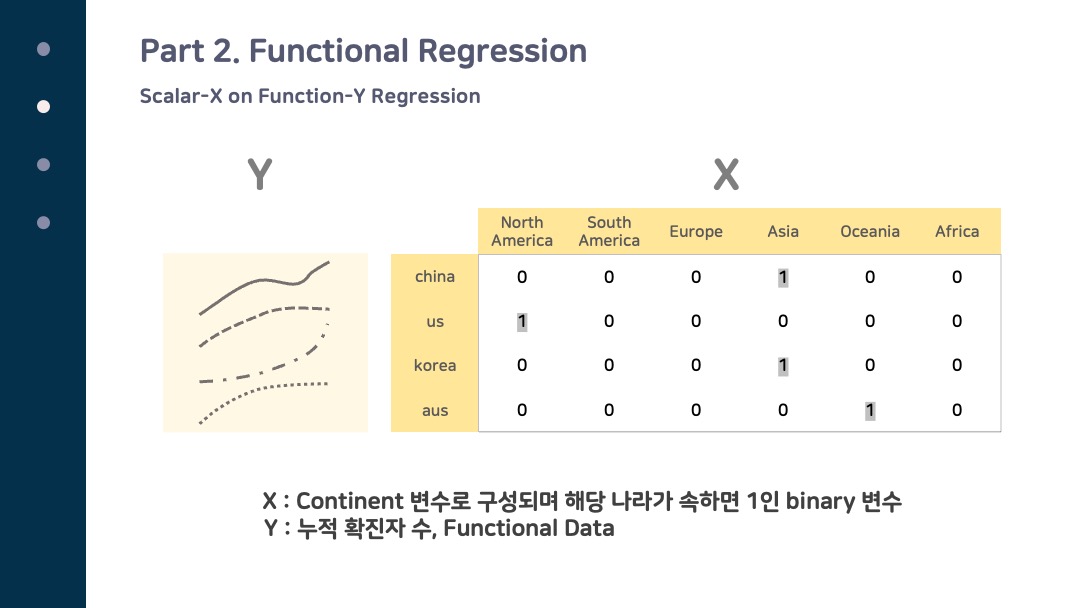 Part 2. Functional Regression
Scalar-X on Function-Y Regression
Y
X
North America South America Europe Asia Oceania Africa
china 0 0 0 1 0 0
us 1 0 0 0 0 0
korea 0 0 0 1 0 0
aus 0 0 0 0 1 0
X : Continent 변수로 구성되며 해당 나라가 속하면 1인 binary 변수
Y : 누적 확진자 수, Functional Data